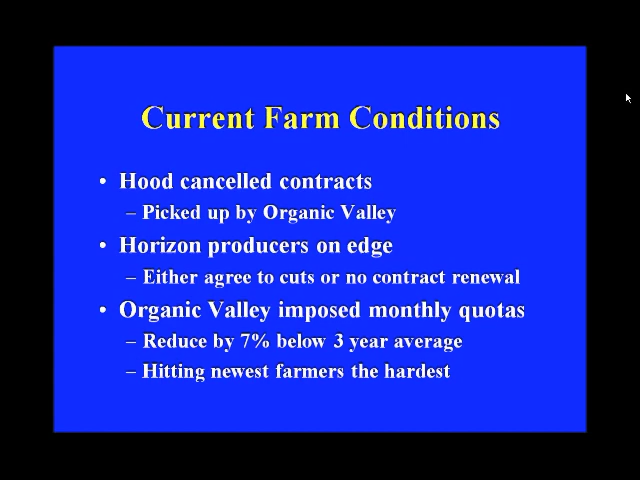 Current Farm Conditions
• Hood cancelled contracts
– Picked up by Organic Valley
• Horizon producers on edge
– Either agree to cuts or no contract renewal
• Organic Valley imposed monthly quotas
– Reduce by 7% below 3 year average
– Hitting newest farmers the hardest